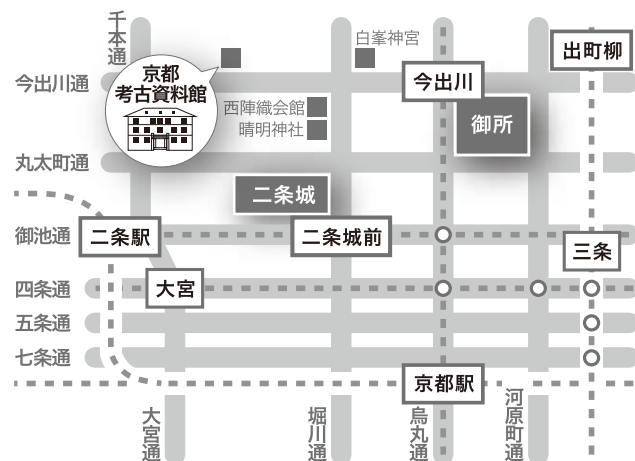 千本通
白峯神宮
出町柳
京都
考古資料館
今出川通
今出川
西陣織会館
晴明神社
御所
丸太町通
二条城
御池通
二条駅
二条城前
三条
四条通
大宮
五条通
七条通
京都駅
大宮通
堀川通
烏丸通
河原町通